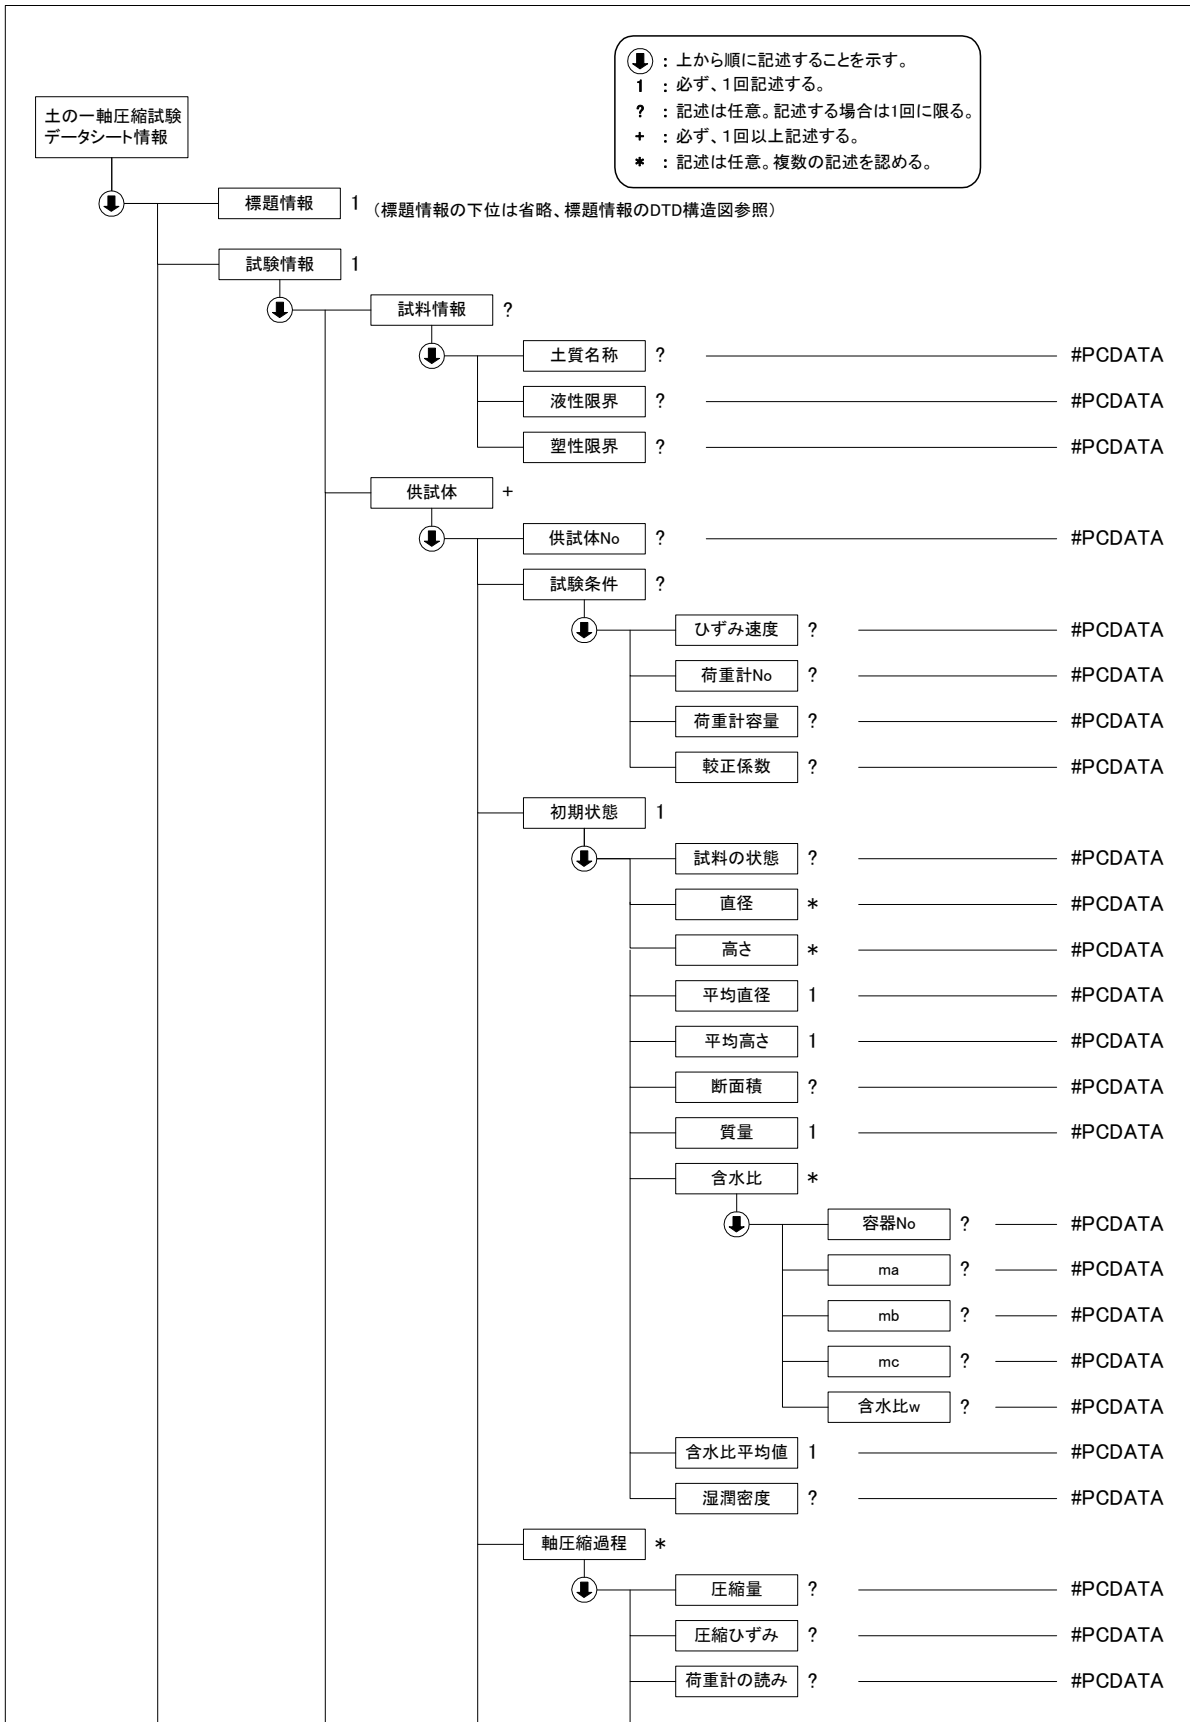 ：上から順に記述することを示す。
1 ：必ず、1回記述する。
? ：記述は任意。記述する場合は1回に限る。
+ ：必ず、1回以上記述する。
* ：記述は任意。複数の記述を認める。
土の一軸圧縮試験
データシート情報
標題情報 1 （標題情報の下位は省略、標題情報のDTD構造図参照）
試験情報 1
試料情報 ?
土質名称 ? #PCDATA
液性限界 ? #PCDATA
塑性限界 ? #PCDATA
供試体 +
供試体No ? #PCDATA
試験条件 ?
ひずみ速度 ? #PCDATA
荷重計No ? #PCDATA
荷重計容量 ? #PCDATA
較正係数 ? #PCDATA
初期状態 1
試料の状態 ? #PCDATA
直径 * #PCDATA
高さ * #PCDATA
平均直径 1 #PCDATA
平均高さ 1 #PCDATA
断面積 ? #PCDATA
質量 1 #PCDATA
含水比 *
容器No ? #PCDATA
ma ? #PCDATA
mb ? #PCDATA
mc ? #PCDATA
含水比w ? #PCDATA
含水比平均値 1 #PCDATA
湿潤密度 ? #PCDATA
軸圧縮過程 *
圧縮量 ? #PCDATA
圧縮ひずみ ? #PCDATA
荷重計の読み ? #PCDATA